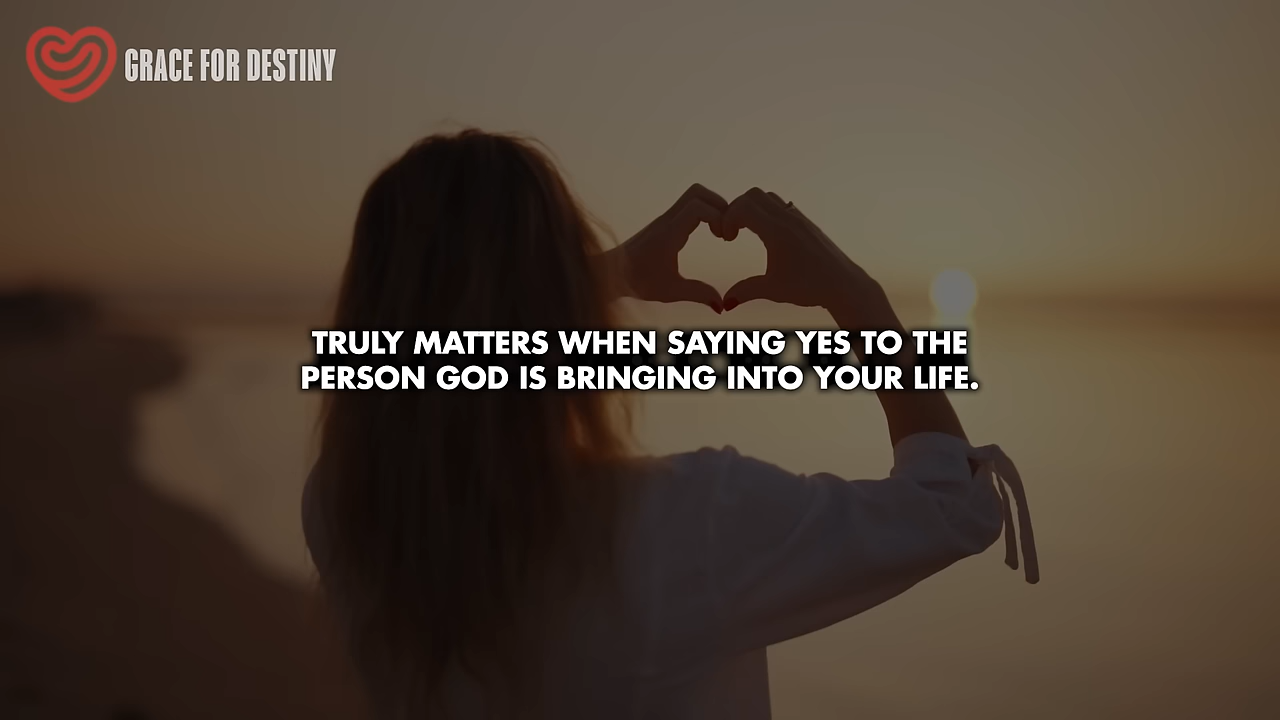 GRACE FOR DESTINY
TRULY MATTERS WHEN SAYING YES TO THE
PERSON GOD IS BRINGING INTO YOUR LIFE.